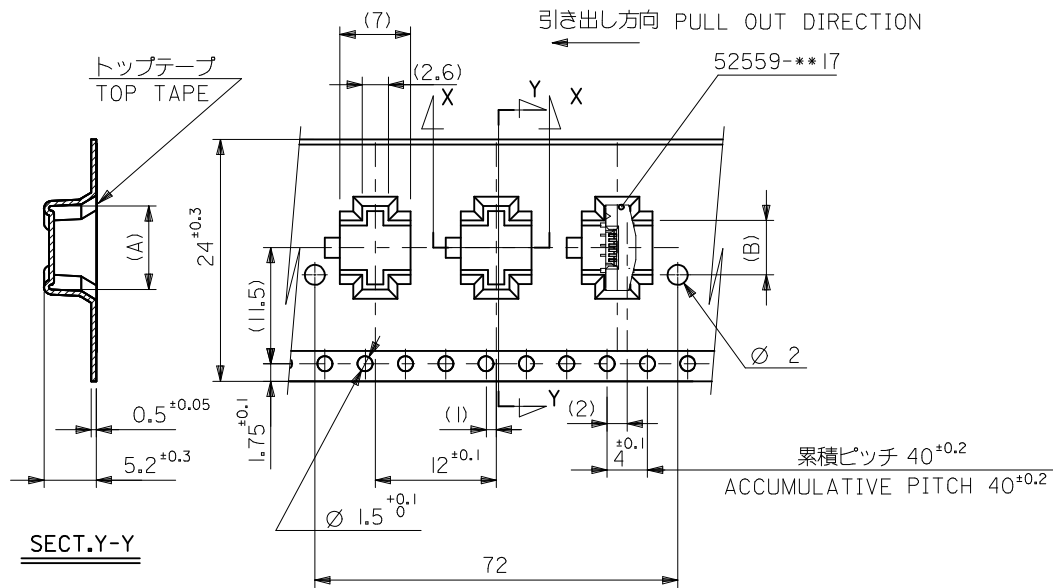 引き出し方向 PULL OUT DIRECTION
(7)
52559-**17
トップテープ
TOP TAPE
(2.6)
X
Y
X
(A)
24±0.3
(11.5)
(B)
Ø 2
0.5±0.05
1.75±0.1
(1)
Y
(2)
5.2±0.3
12±0.1
4±0.1
累積ピッチ 40±0.2
ACCUMULATIVE PITCH 40±0.2
Ø 1.5 +0.1 0
SECT.Y-Y
72